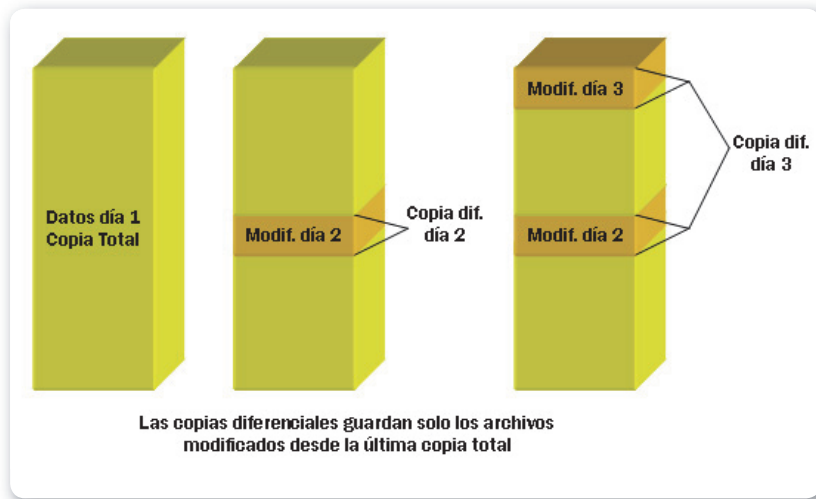 Datos día 1
Copia Total
Modif. día 2
Copia dif.
día 2
Modif. día 3
Modif. día 2
Copia dif.
día 3
Las copias diferenciales guardan solo los archivos
modificados desde la última copia total